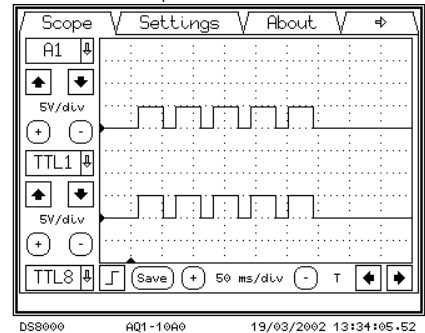 Scope Settings About
A1
5V/div
+ -
TTL1
5V/div
+ -
TTL8 Save + 50 ms/div - T
DS8000 AQ1-10A0 19/03/2002 13:34:05.52